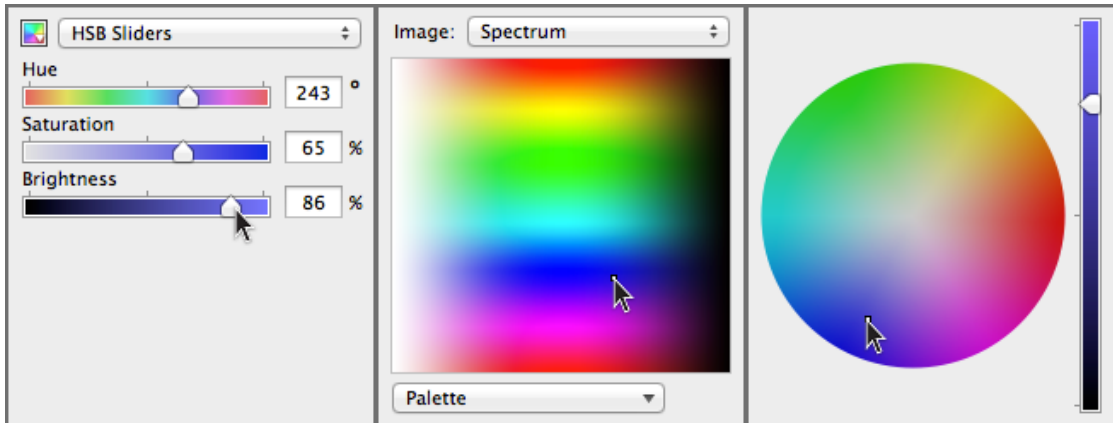 HSB Sliders
Hue
243 °
Saturation
65 %
Brightness
86 %
Image: Spectrum
Palette